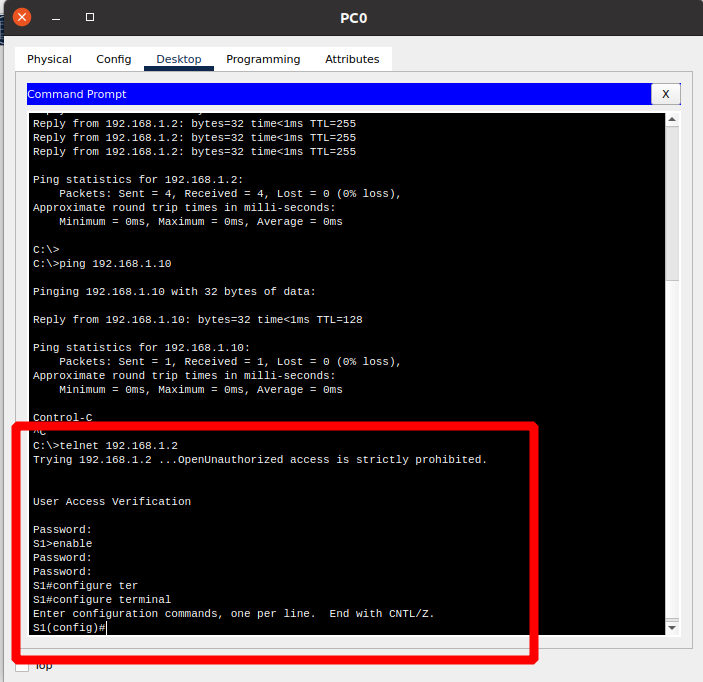 PC0
Physical Config Desktop Programming Attributes
Command Prompt X
Reply from 192.168.1.2: bytes=32 time<1ms TTL=255
Reply from 192.168.1.2: bytes=32 time<1ms TTL=255
Reply from 192.168.1.2: bytes=32 time<1ms TTL=255
Ping statistics for 192.168.1.2:
Packets: Sent = 4, Received = 4, Lost = 0 (0% loss),
Approximate round trip times in milli-seconds:
Minimum = 0ms, Maximum = 0ms, Average = 0ms
C:\>
C:\>ping 192.168.1.10
Pinging 192.168.1.10 with 32 bytes of data:
Reply from 192.168.1.10: bytes=32 time<1ms TTL=128
Ping statistics for 192.168.1.10:
Packets: Sent = 1, Received = 1, Lost = 0 (0% loss),
Approximate round trip times in milli-seconds:
Minimum = 0ms, Maximum = 0ms, Average = 0ms
Control-C
^C
C:\>telnet 192.168.1.2
Trying 192.168.1.2 ...OpenUnauthorized access is strictly prohibited.
User Access Verification
Password:
S1>enable
Password:
Password:
S1#configure ter
S1#configure terminal
Enter configuration commands, one per line.  End with CNTL/Z.
S1(config)#
Top